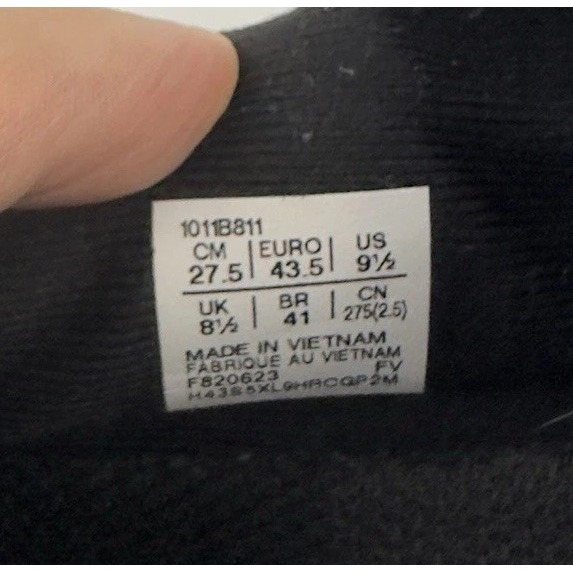 1011B811
CM | EURO | US
27.5 | 43.5 | 9½
UK | BR | CN
8½ | 41 | 275(2.5)
MADE IN VIETNAM
FABRIQUE AU VIETNAM
F820623 FV